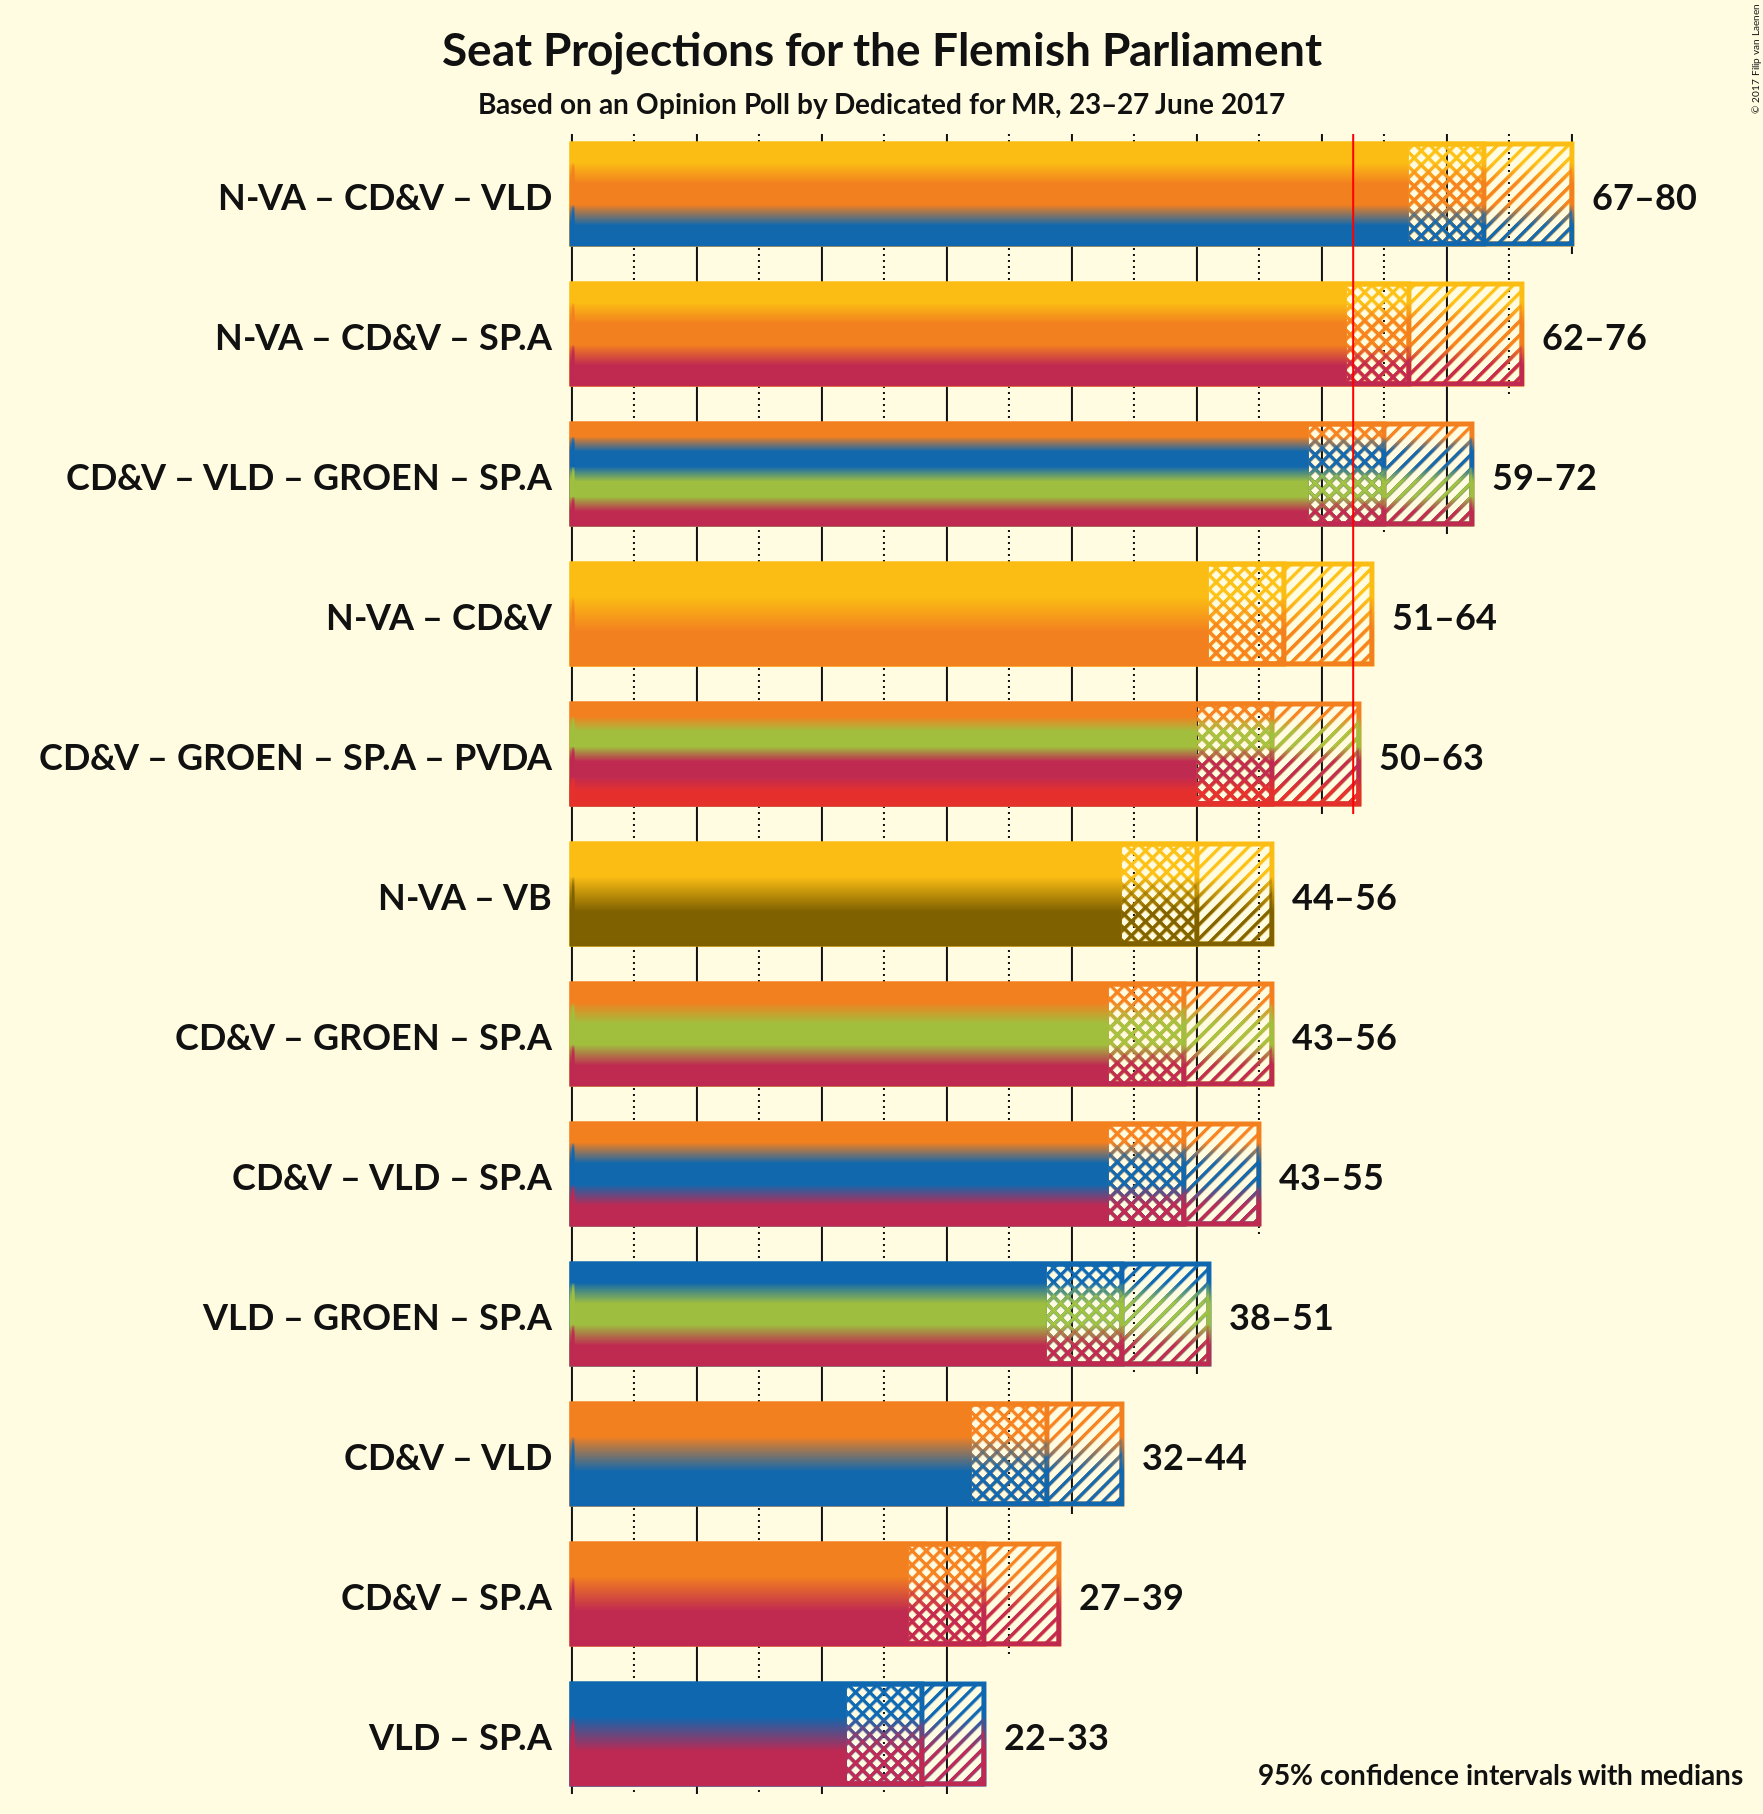 Seat Projections for the Flemish Parliament
Based on an Opinion Poll by Dedicated for MR, 23–27 June 2017
© 2017 Filip van Laenen
N-VA – CD&V – VLD 67–80
N-VA – CD&V – SP.A 62–76
CD&V – VLD – GROEN – SP.A 59–72
N-VA – CD&V 51–64
CD&V – GROEN – SP.A – PVDA 50–63
N-VA – VB 44–56
CD&V – GROEN – SP.A 43–56
CD&V – VLD – SP.A 43–55
VLD – GROEN – SP.A 38–51
CD&V – VLD 32–44
CD&V – SP.A 27–39
VLD – SP.A 22–33
95% confidence intervals with medians